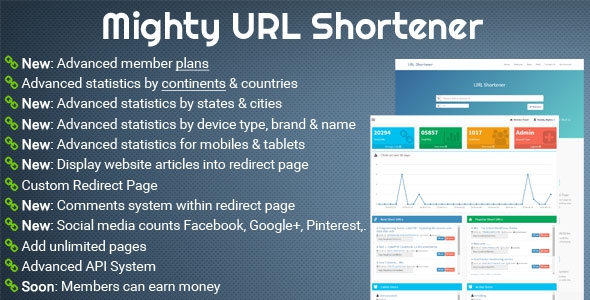 Mighty URL Shortener
New: Advanced member plans
Advanced statistics by continents & countries
New: Advanced statistics by states & cities
New: Advanced statistics by device type, brand & name
New: Advanced statistics for mobiles & tablets
New: Display website articles into redirect page
Custom Redirect Page
New: Comments system within redirect page
New: Social media counts Facebook, Google+, Pinterest,.
Add unlimited pages
Advanced API System
Soon: Members can earn money
URL Shortener
URL Shortener
20294
65857
1017
Admin